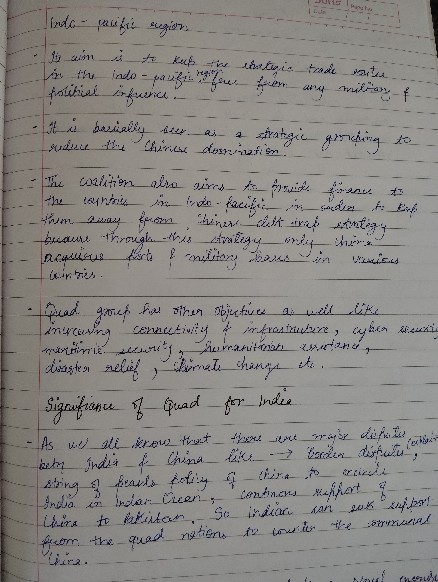 Indo-pacific region.
- Its aim is to keep the strategic trade routes
in the Indo-pacific region free from any military &
political influence.
- It is basically seen as a strategic grouping to
reduce the Chinese domination.
- The coalition also aims to provide finance to
the countries in Indo-pacific in order to keep
them away from Chinese debt trap strategy
because through this strategy only China
acquires ports & military bases in various
countries.
- Quad group has other objectives as well like
increasing connectivity & infrastructure, cyber security
maritime security, humanitarian assistance,
disaster relief, climate change etc.
Significance of Quad for India
- As we all know that there are major disputes
betn India & China like → border disputes,
string of pearls policy of China to encircle
India in Indian Ocean, continous support of
China to Pakistan. So Indian can seek support
from the quad nations to counter the communal
China.